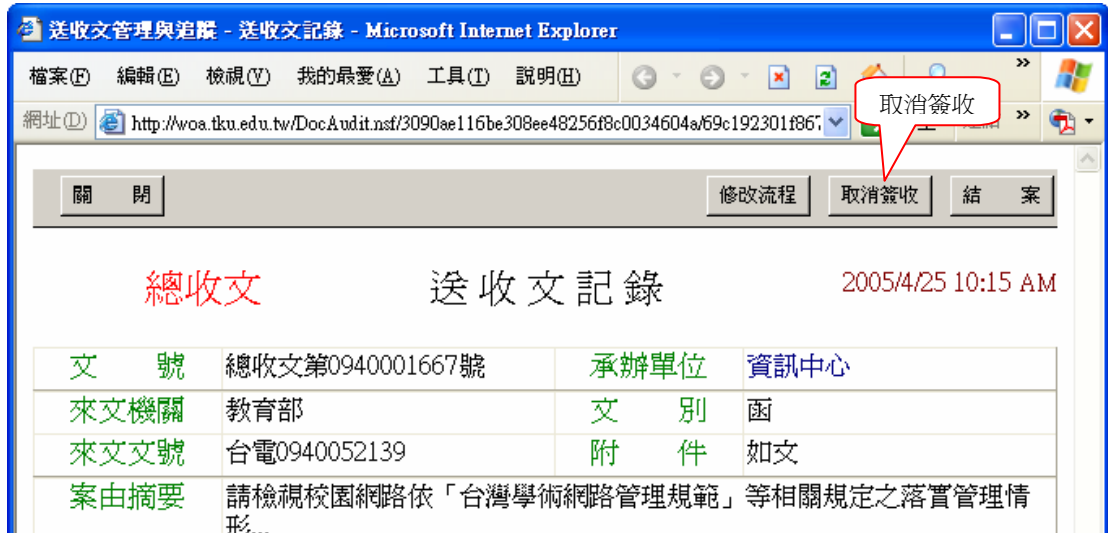 送收文管理與追蹤 - 送收文記錄 - Microsoft Internet Explorer
檔案(F) 編輯(E) 檢視(V) 我的最愛(A) 工具(T) 說明(H) »
網址(D) http://woa.tku.edu.tw/DocAudit.nsf/3090ae116be308ee48256f8c0034604a/69c192301f867 »
取消簽收
關 閉 修改流程 取消簽收 結 案
總收文 送收文記錄 2005/4/25 10:15 AM
文 號 總收文第0940001667號 承辦單位 資訊中心
來文機關 教育部 文 別 函
來文文號 台電0940052139 附 件 如文
案由摘要 請檢視校園網路依「台灣學術網路管理規範」等相關規定之落實管理情
形...